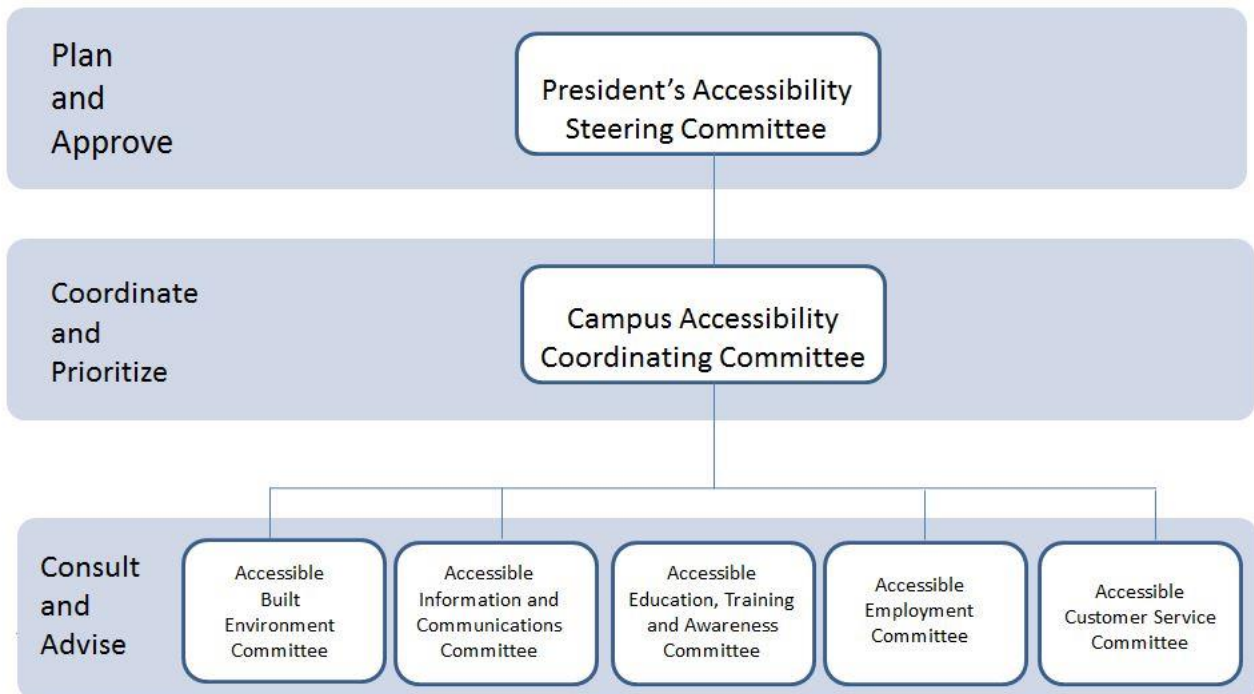 Plan
and
Approve
President's Accessibility
Steering Committee
Coordinate
and
Prioritize
Campus Accessibility
Coordinating Committee
Consult
and
Advise
Accessible
Built
Environment
Committee
Accessible
Information and
Communications
Committee
Accessible
Education, Training
and Awareness
Committee
Accessible
Employment
Committee
Accessible
Customer Service
Committee